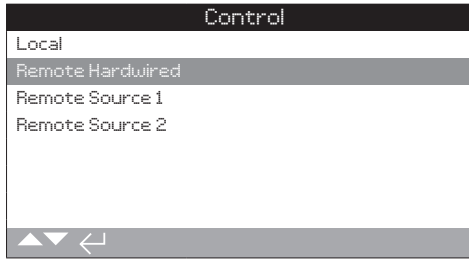 Control
Local
Remote Hardwired
Remote Source 1
Remote Source 2